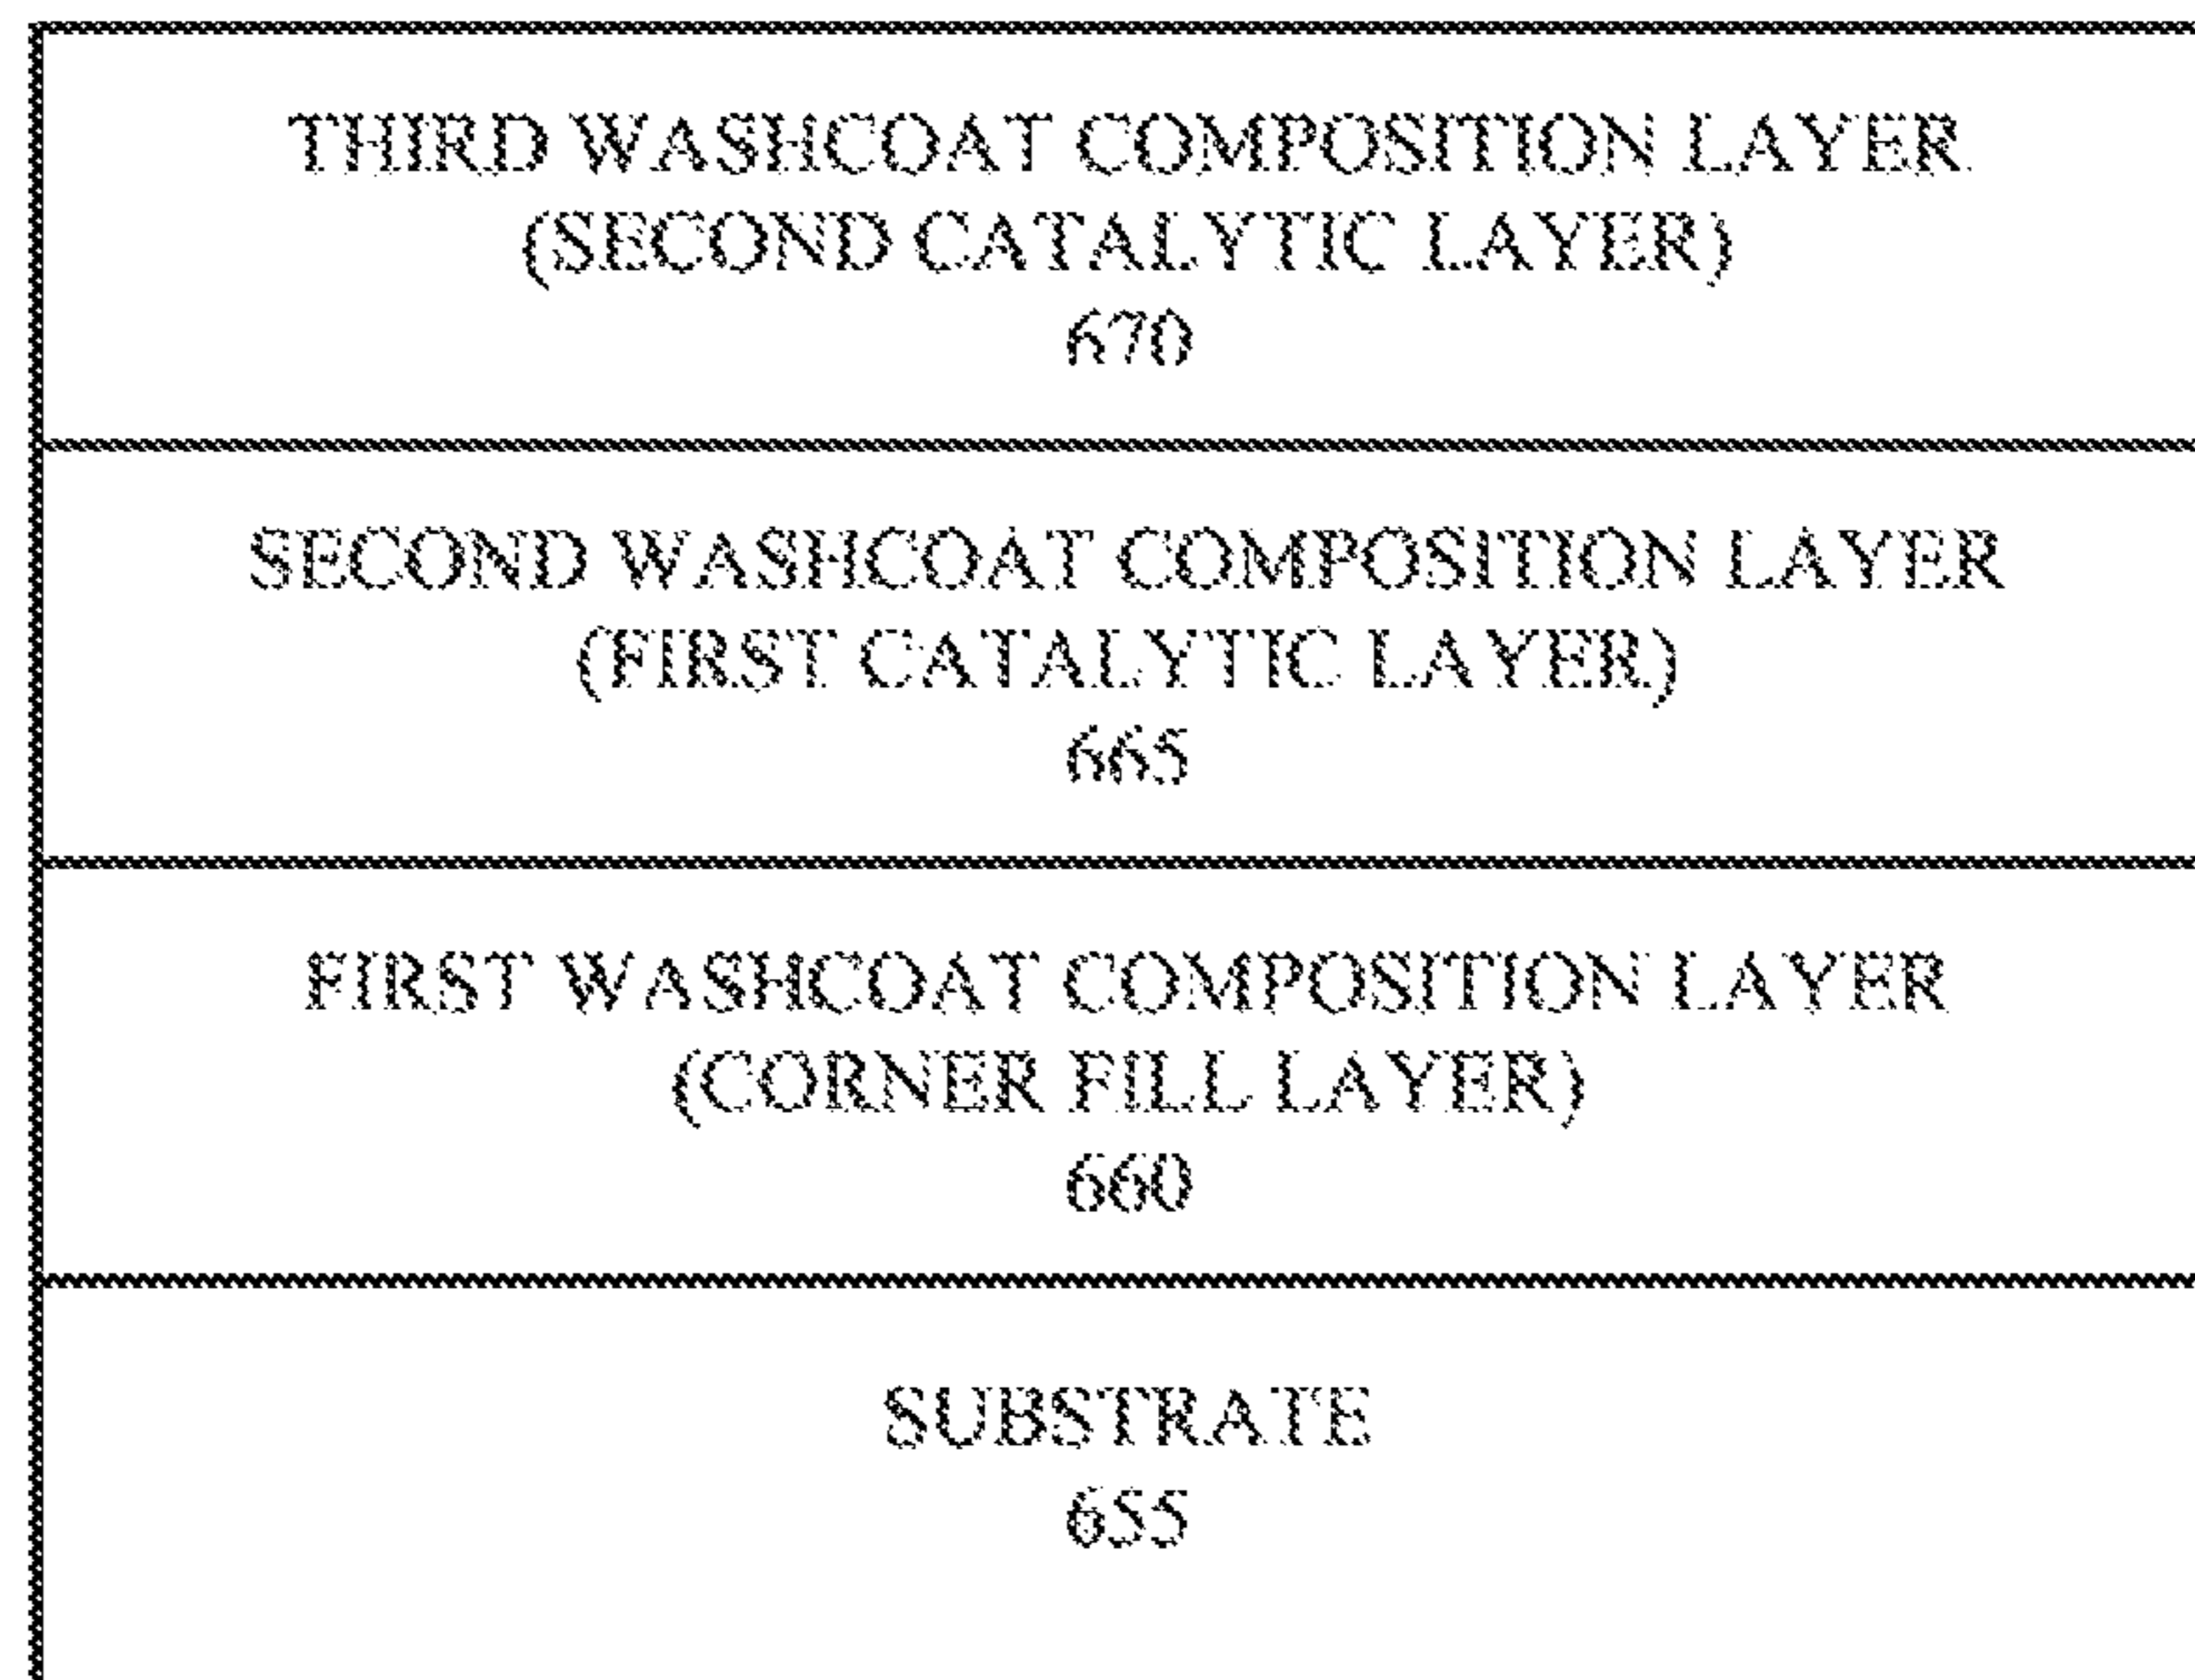 THIRD WASHCOAT COMPOSITION LAYER
(SECOND CATALYTIC LAYER)
670
SECOND WASHCOAT COMPOSITION LAYER
(FIRST CATALYTIC LAYER)
665
FIRST WASHCOAT COMPOSITION LAYER
(CORNER FILL LAYER)
660
SUBSTRATE
655